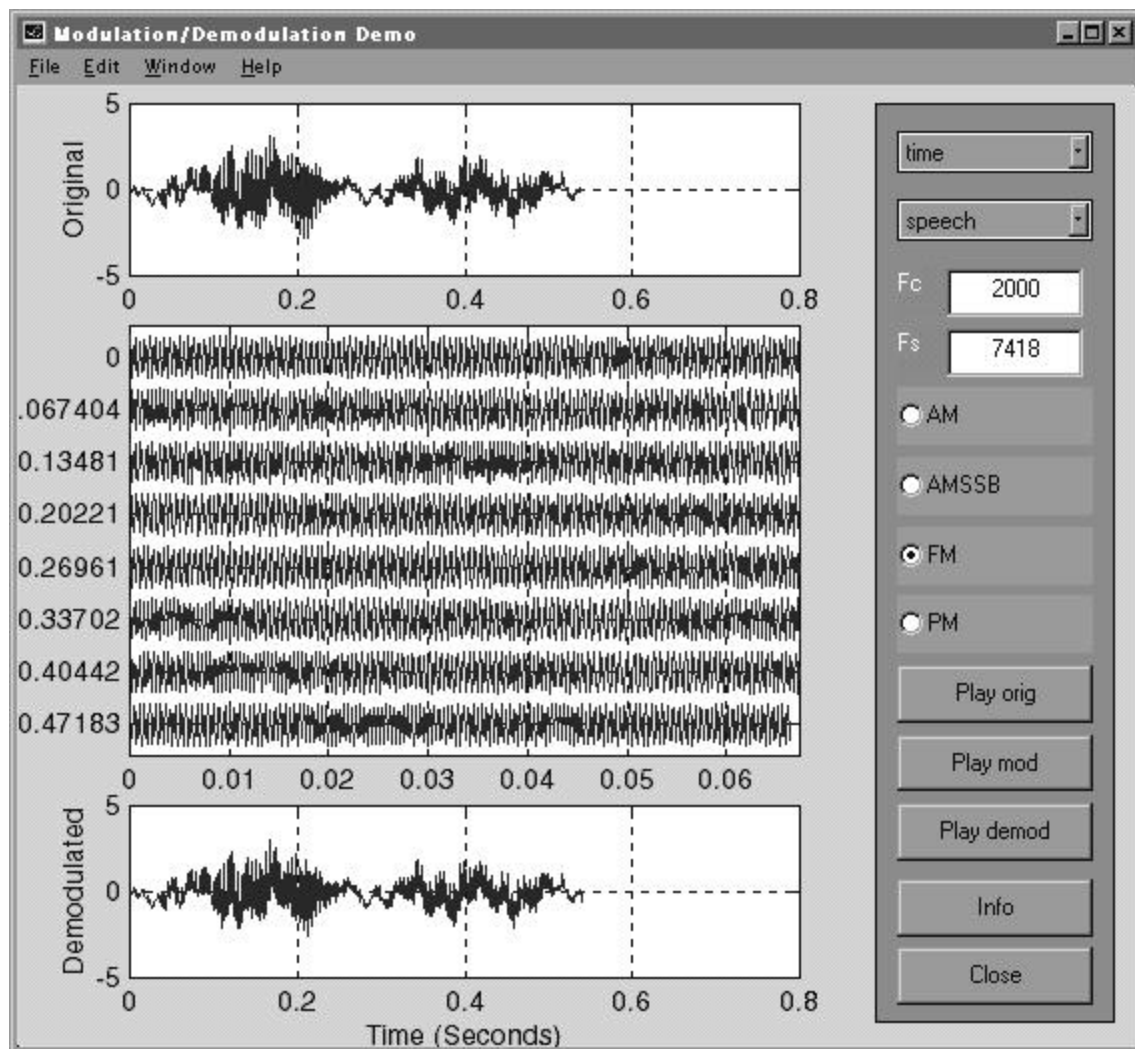 Modulation/Demodulation Demo
File Edit Window Help
Original
5
0
-5
0 0.2 0.4 0.6 0.8
0
.067404
0.13481
0.20221
0.26961
0.33702
0.40442
0.47183
0 0.01 0.02 0.03 0.04 0.05 0.06
Demodulated
5
0
-5
0 0.2 0.4 0.6 0.8
Time (Seconds)
time
speech
Fc 2000
Fs 7418
AM
AMSSB
FM
PM
Play orig
Play mod
Play demod
Info
Close